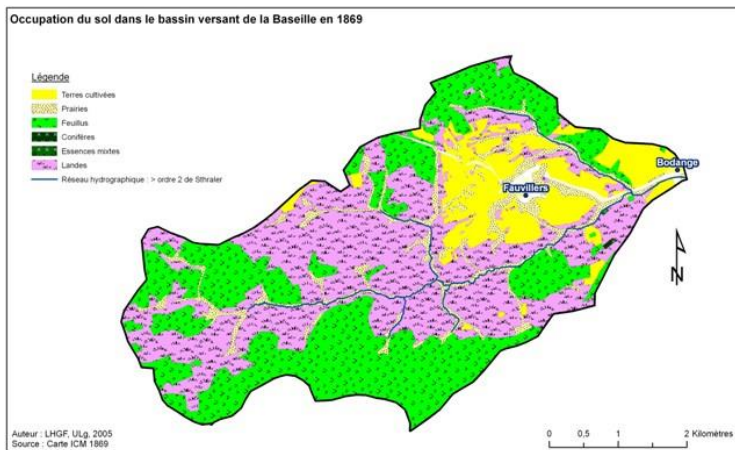 Occupation du sol dans le bassin versant de la Baseille en 1869
Légende
Terres cultivées
Prairies
Feuillus
Conifères
Essences mixtes
Landes
Réseau hydrographique : > ordre 2 de Sthraler
Bodange
Fauvillers
N
Auteur : LHGF, ULg, 2005
Source : Carte ICM 1869
0 0,5 1 2 Kilomètres